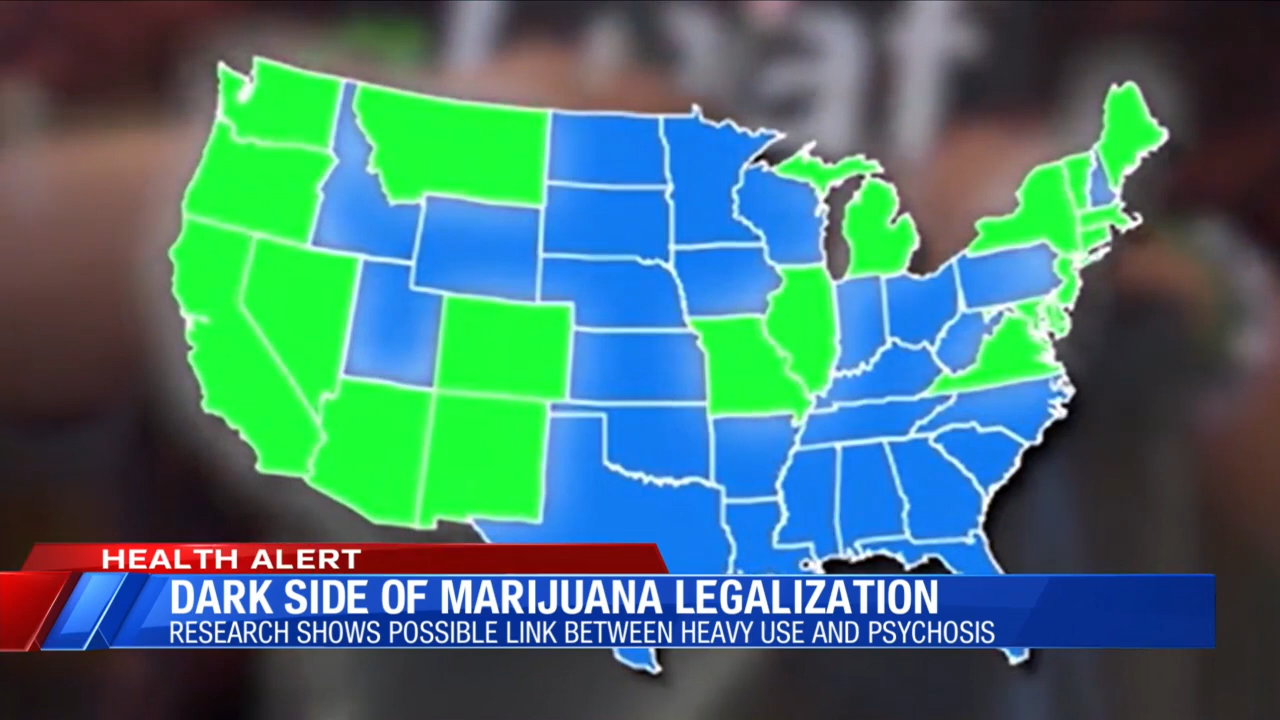 HEALTH ALERT
DARK SIDE OF MARIJUANA LEGALIZATION
RESEARCH SHOWS POSSIBLE LINK BETWEEN HEAVY USE AND PSYCHOSIS